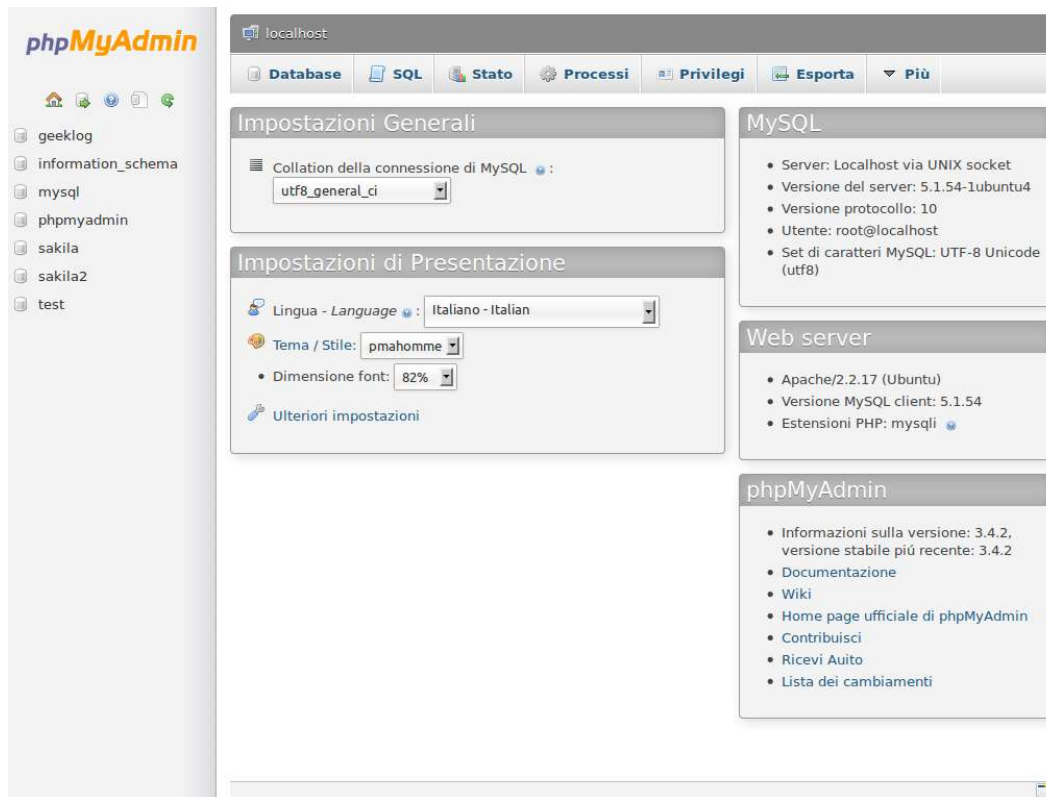 phpMyAdmin
geeklog
information_schema
mysql
phpmyadmin
sakila
sakila2
test
localhost
Database SQL Stato Processi Privilegi Esporta Più
Impostazioni Generali
Collation della connessione di MySQL :
utf8_general_ci
Impostazioni di Presentazione
Lingua - Language : Italiano - Italian
Tema / Stile: pmahomme
• Dimensione font: 82%
Ulteriori impostazioni
MySQL
• Server: Localhost via UNIX socket
• Versione del server: 5.1.54-1ubuntu4
• Versione protocollo: 10
• Utente: root@localhost
• Set di caratteri MySQL: UTF-8 Unicode
(utf8)
Web server
• Apache/2.2.17 (Ubuntu)
• Versione MySQL client: 5.1.54
• Estensioni PHP: mysqli
phpMyAdmin
• Informazioni sulla versione: 3.4.2,
versione stabile piú recente: 3.4.2
• Documentazione
• Wiki
• Home page ufficiale di phpMyAdmin
• Contribuisci
• Ricevi Auito
• Lista dei cambiamenti